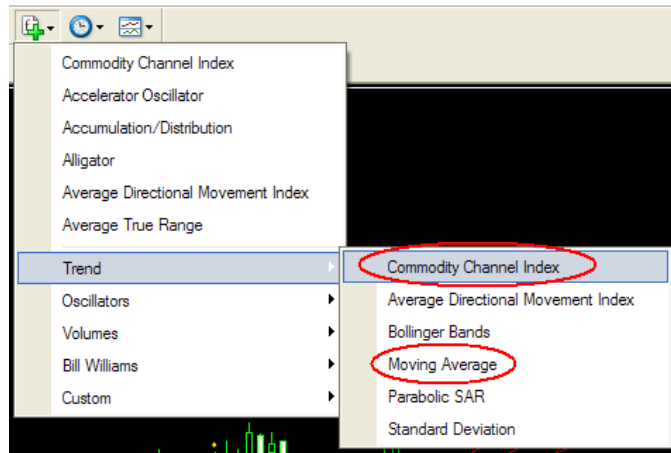 Commodity Channel Index
Accelerator Oscillator
Accumulation/Distribution
Alligator
Average Directional Movement Index
Average True Range
Trend
Oscillators
Volumes
Bill Williams
Custom
Commodity Channel Index
Average Directional Movement Index
Bollinger Bands
Moving Average
Parabolic SAR
Standard Deviation